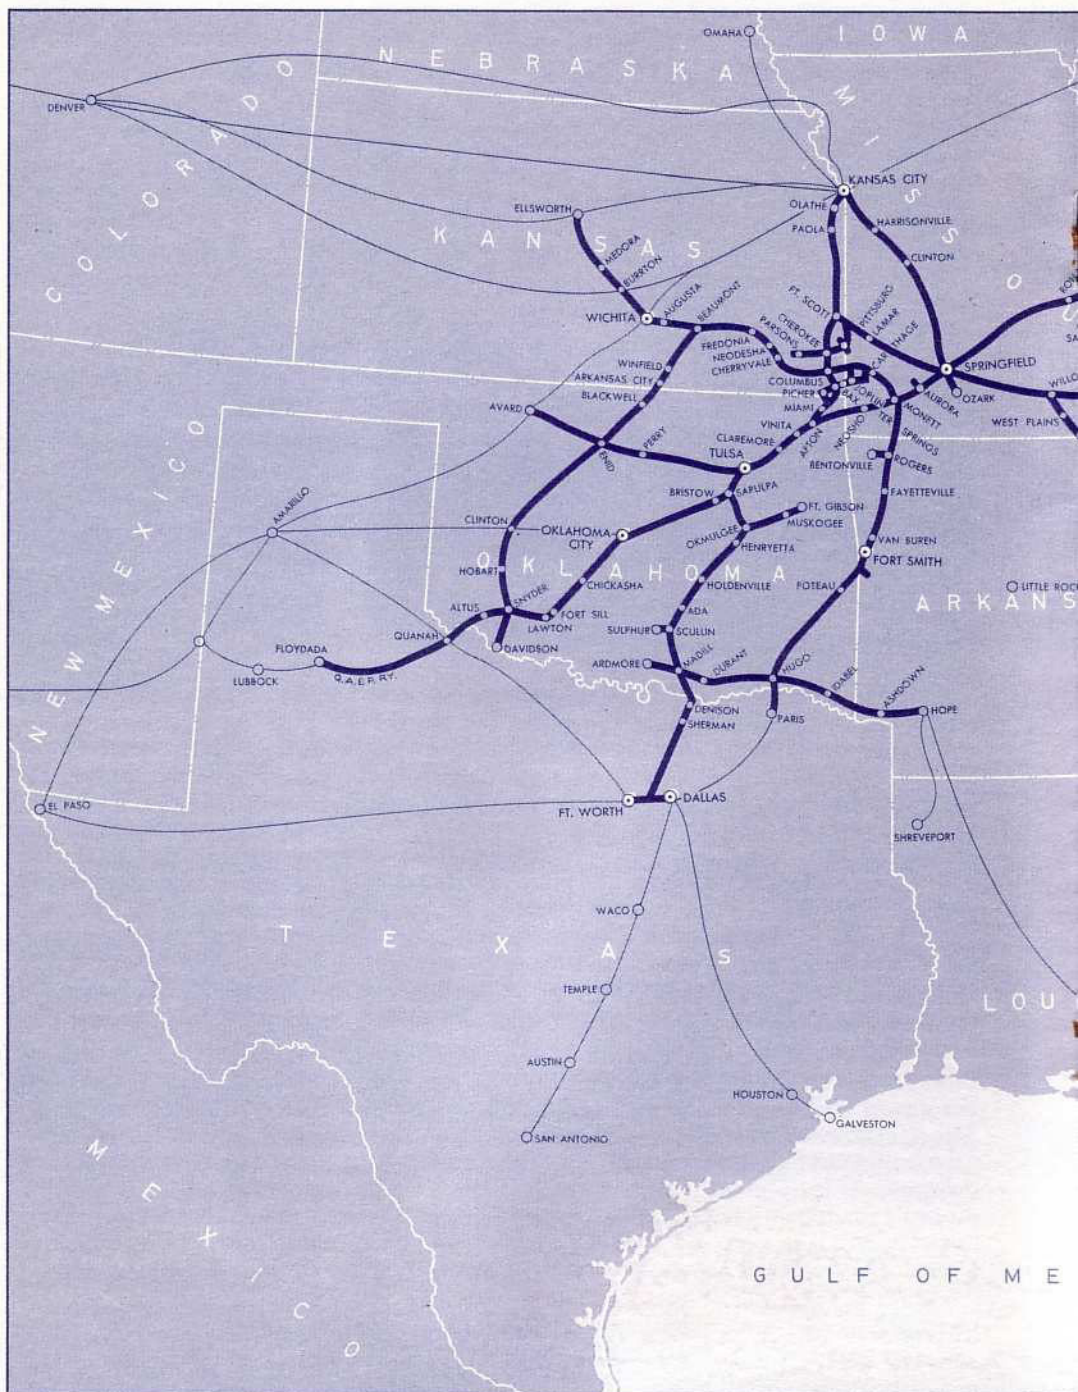 OMAHA
IOWA
NEBRASKA
DENVER
COLORADO
MISSO
KANSAS CITY
ELLSWORTH
OLATHE
HARRISONVILLE
PAOLA
KANSAS
MEDORA
CLINTON
BURRTON
FT. SCOTT
PITTSBURG
AUGUSTA
BEAUMONT
LAMAR
WICHITA
CHEROKEE
PARSONS
CARTHAGE
FREDONIA
NEODESHA
CHERRYVALE
WINFIELD
SPRINGFIELD
ARKANSAS CITY
COLUMBUS
JOPLIN
AURORA
OZARK
WILLO
PICHER
BLACKWELL
BAXTER SPRINGS
MONETT
AVARD
MIAMI
NEOSHO
WEST PLAINS
VINITA
AFTON
CLAREMORE
PERRY
ENID
TULSA
BENTONVILLE
ROGERS
NEW MEXICO
AMARILLO
BRISTOW
SAPULPA
FAYETTEVILLE
FT. GIBSON
MUSKOGEE
CLINTON
OKLAHOMA
CITY
OKMULGEE
HENRYETTA
VAN BUREN
FORT SMITH
OKLAHOMA
HOBART
CHICKASHA
HOLDENVILLE
POTEAU
LITTLE ROCK
ARKANS
SNYDER
ALTUS
FORT SILL
LAWTON
ADA
QUANAH
SULPHUR
SCULLIN
DAVIDSON
FLOYDADA
Q.A.& P. RY.
LUBBOCK
ARDMORE
MADILL
DURANT
HUGO
IDABEL
ASHDOWN
HOPE
DENISON
SHERMAN
PARIS
EL PASO
FT. WORTH
DALLAS
SHREVEPORT
WACO
TEXAS
TEMPLE
LOU
AUSTIN
HOUSTON
GALVESTON
SAN ANTONIO
MEXICO
GULF OF ME